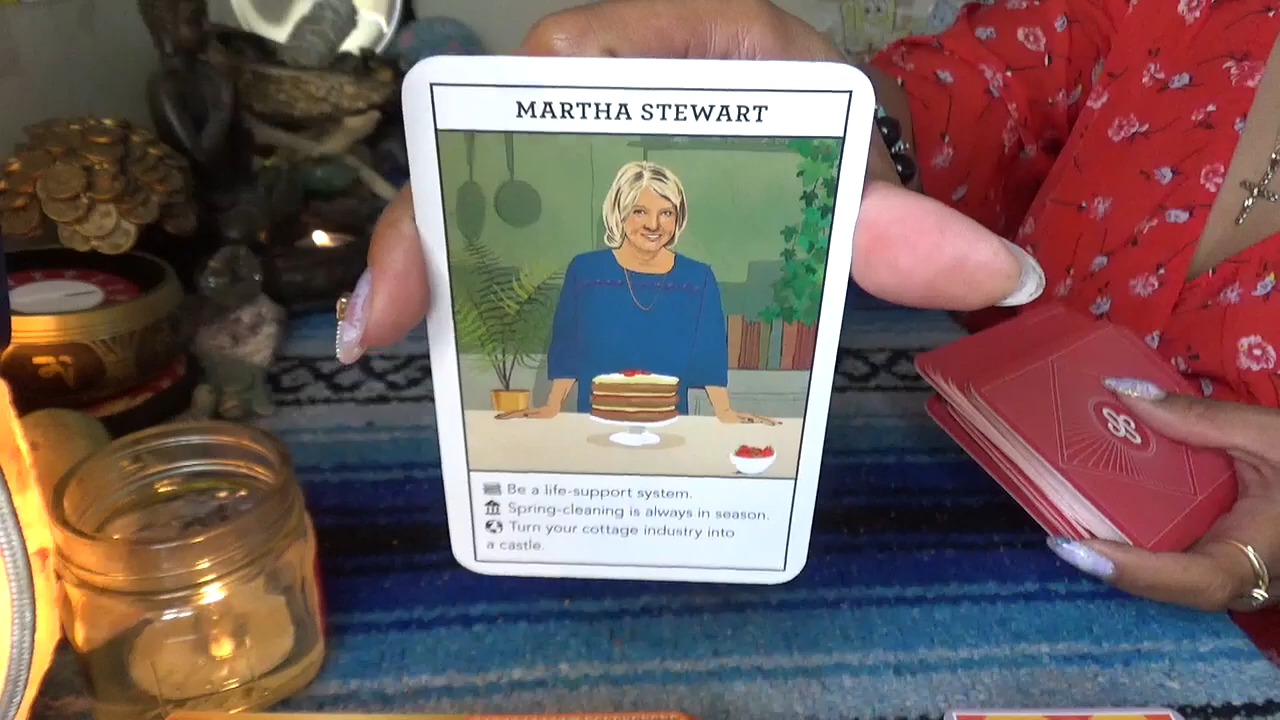 MARTHA STEWART
Be a life-support system.
Spring-cleaning is always in season.
Turn your cottage industry into
a castle.